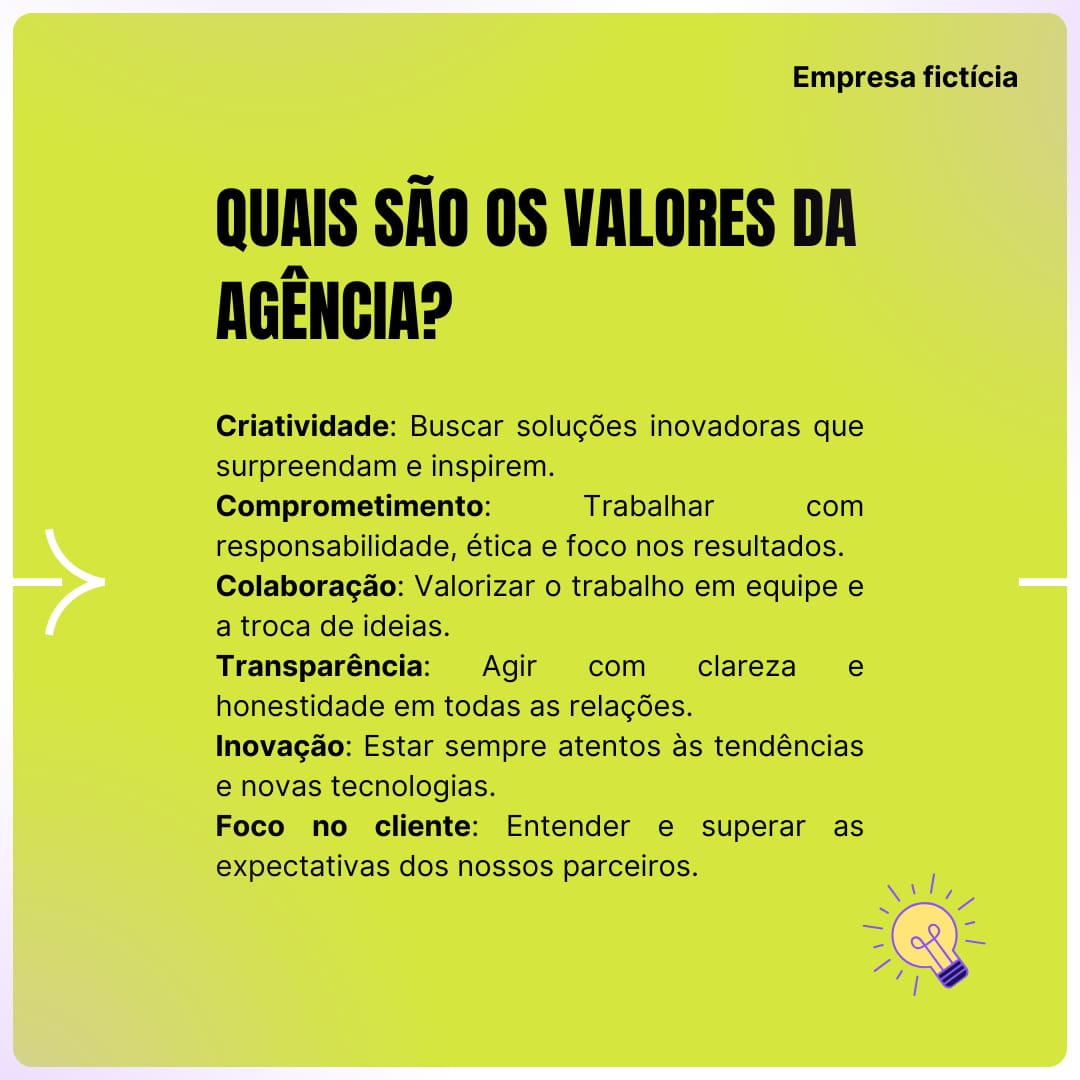 Empresa fictícia
QUAIS SÃO OS VALORES DA
AGÊNCIA?
Criatividade: Buscar soluções inovadoras que
surpreendam e inspirem.
Comprometimento: Trabalhar com
responsabilidade, ética e foco nos resultados.
Colaboração: Valorizar o trabalho em equipe e
a troca de ideias.
Transparência: Agir com clareza e
honestidade em todas as relações.
Inovação: Estar sempre atentos às tendências
e novas tecnologias.
Foco no cliente: Entender e superar as
expectativas dos nossos parceiros.